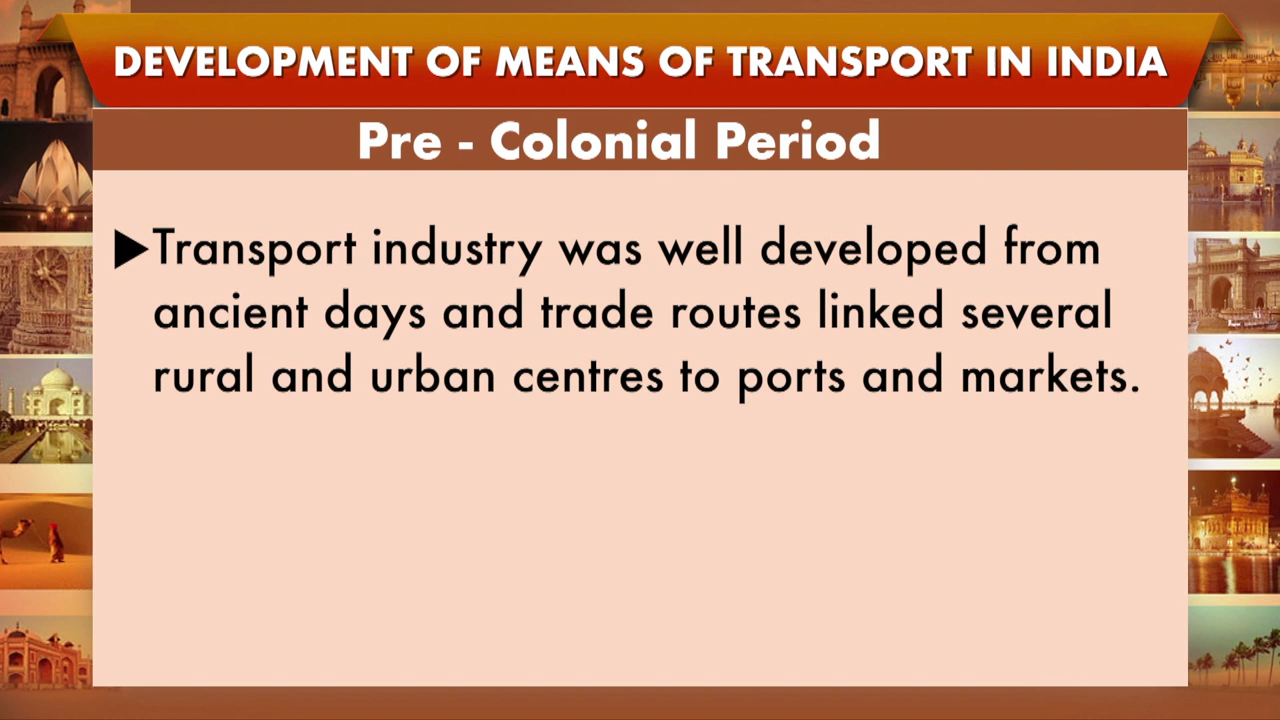 DEVELOPMENT OF MEANS OF TRANSPORT IN INDIA
Pre - Colonial Period
▶Transport industry was well developed from
ancient days and trade routes linked several
rural and urban centres to ports and markets.